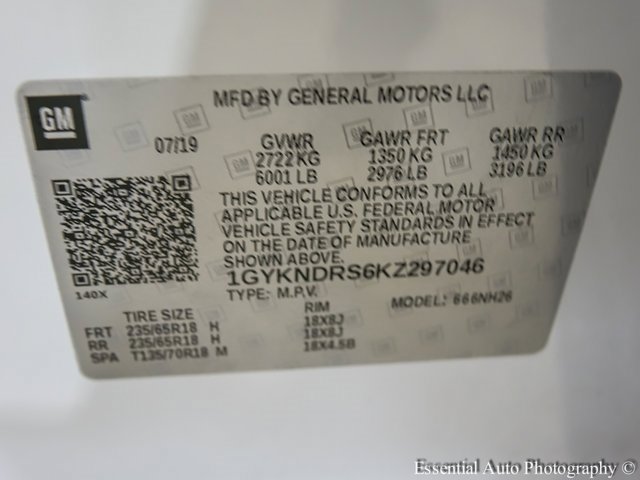 GM
MFD BY GENERAL MOTORS LLC
07/19 GVWR GAWR FRT GAWR RR
2722 KG 1350 KG 1450 KG
6001 LB 2976 LB 3196 LB
THIS VEHICLE CONFORMS TO ALL
APPLICABLE U.S. FEDERAL MOTOR
VEHICLE SAFETY STANDARDS IN EFFECT
ON THE DATE OF MANUFACTURE
SHOWN ABOVE.
140X
1GYKNDRS6KZ297046
TYPE: M.P.V. MODEL: 666NH26
TIRE SIZE RIM
FRT 235/65R18 H 18X8J
RR 235/65R18 H 18X8J
SPA T135/70R18 M 18X4.5B
Essential Auto Photography (c)